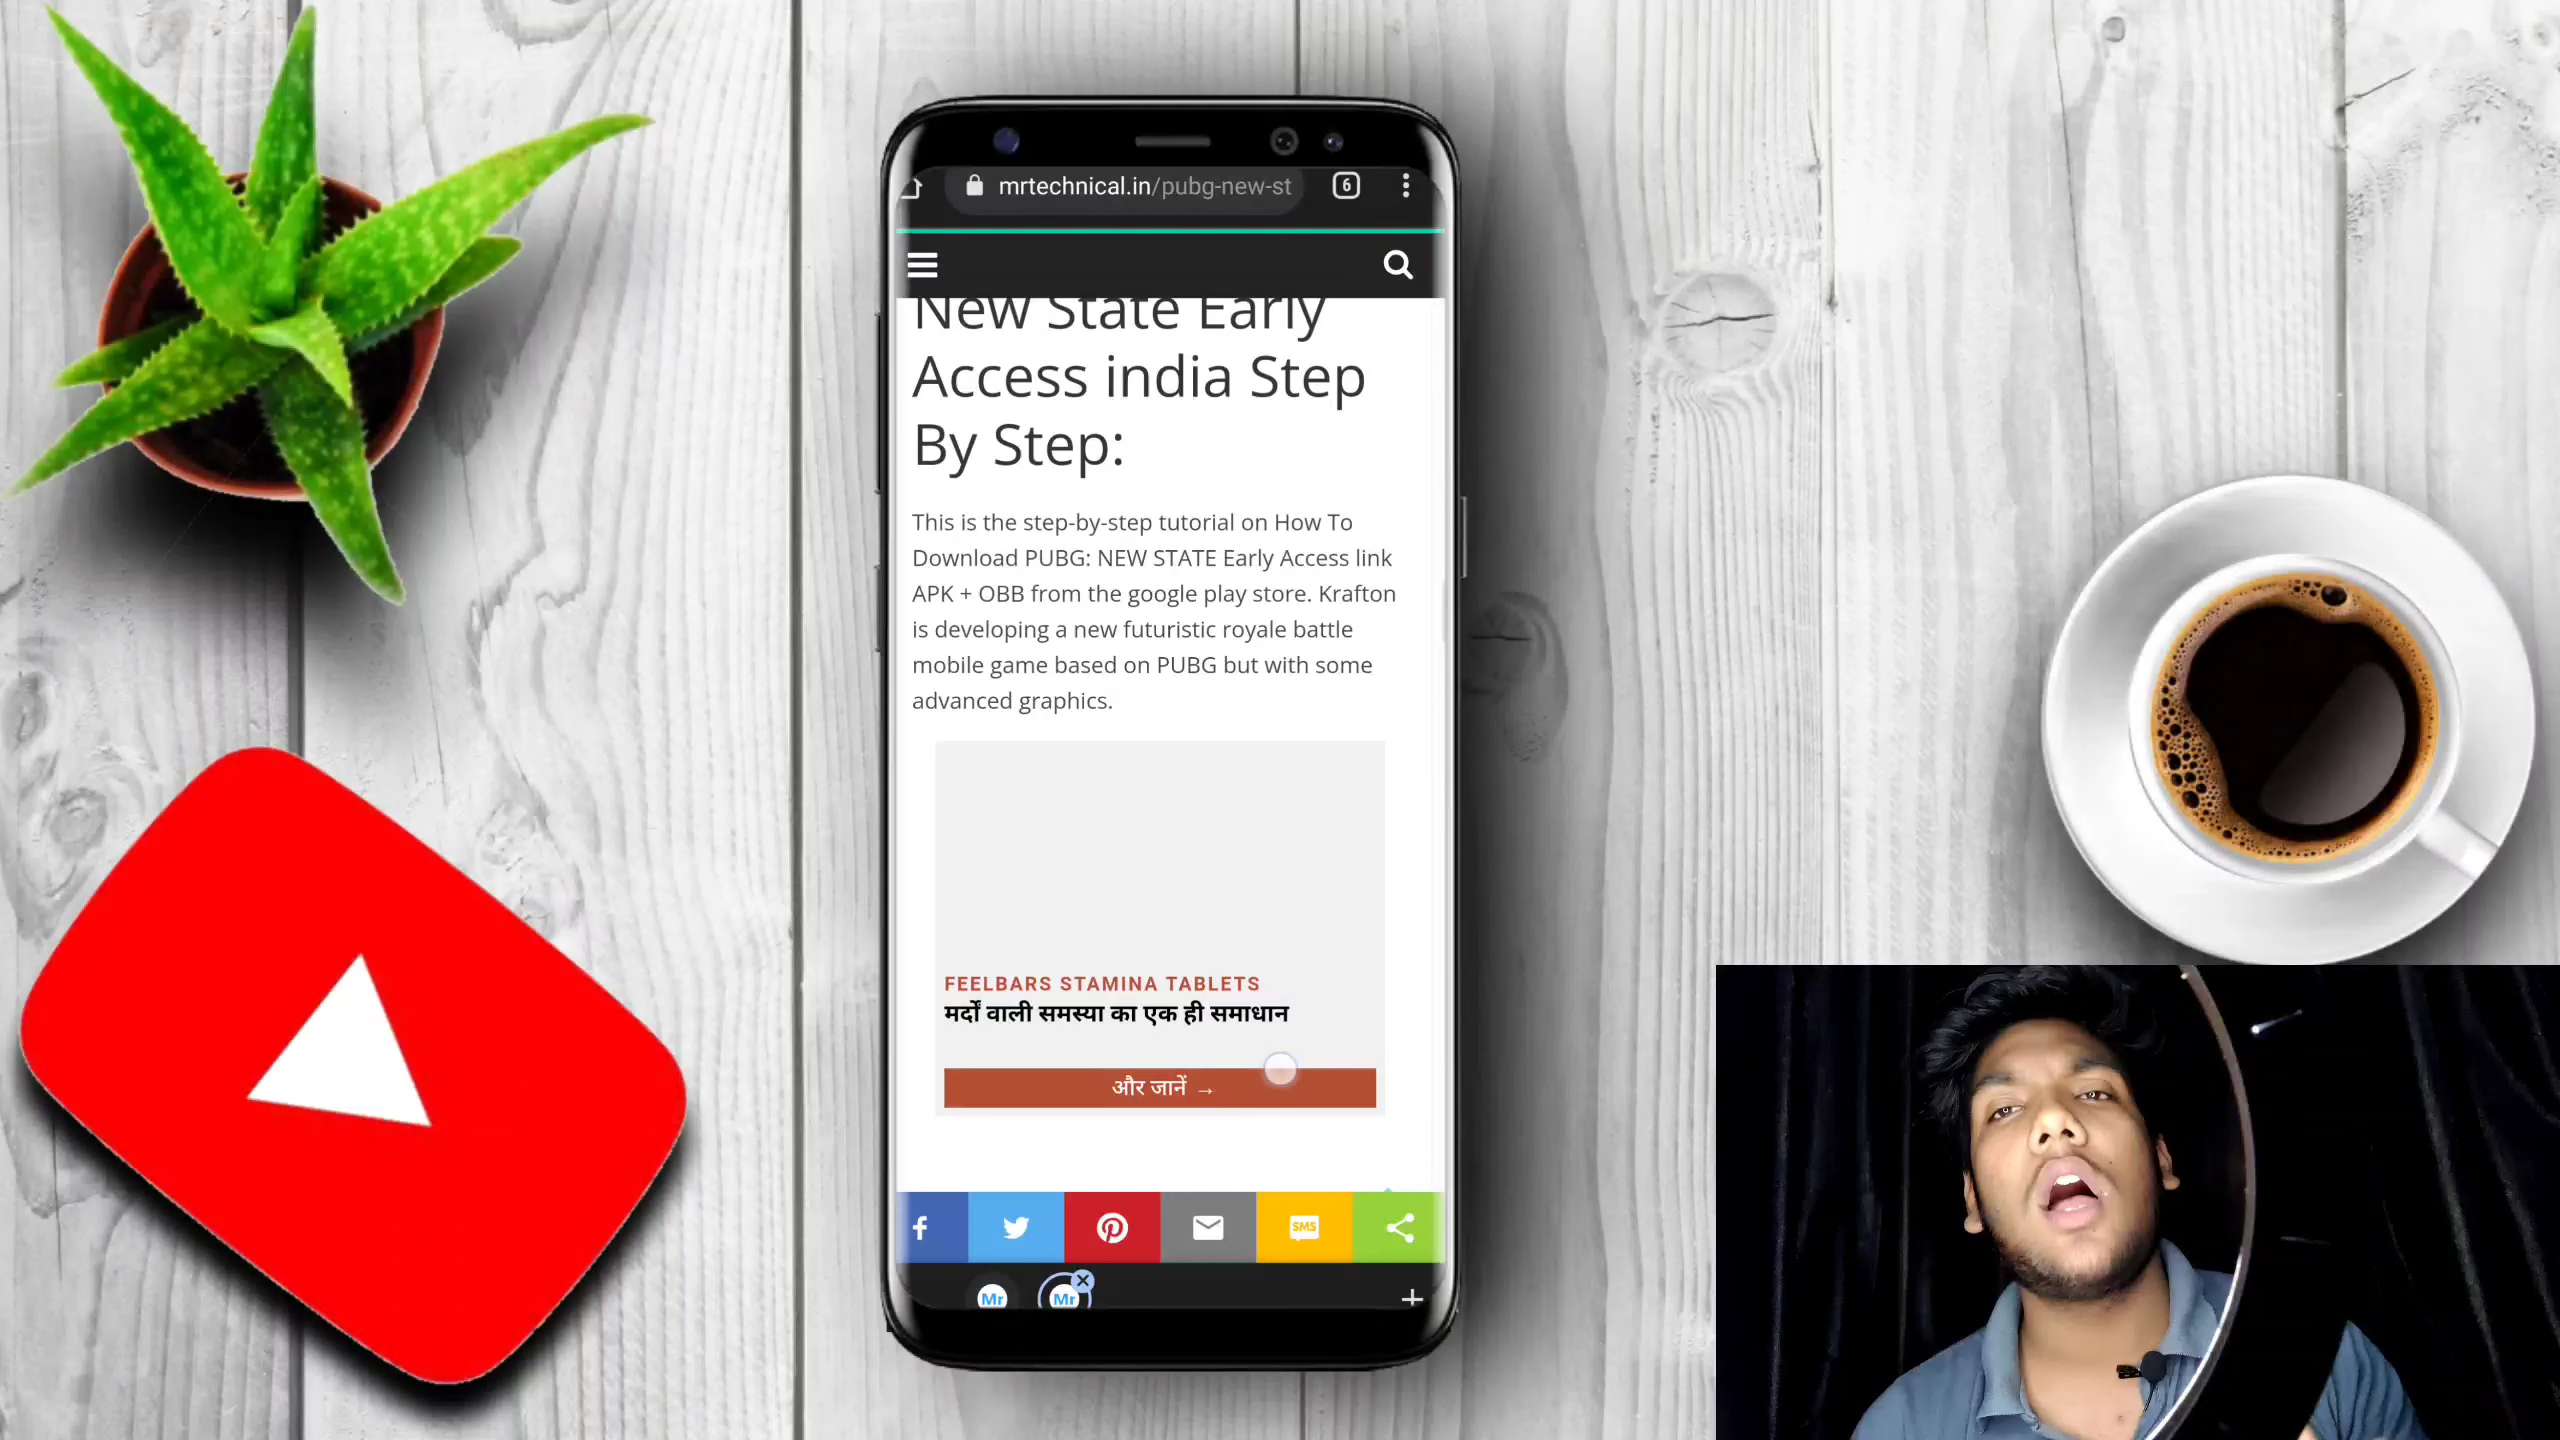 mrtechnical.in/pubg-new-st
6
New State Early
Access india Step
By Step:
This is the step-by-step tutorial on How To
Download PUBG: NEW STATE Early Access link
APK + OBB from the google play store. Krafton
is developing a new futuristic royale battle
mobile game based on PUBG but with some
advanced graphics.
FEELBARS STAMINA TABLETS
मर्दों वाली समस्या का एक ही समाधान
और जानें →
SMS
Mr
Mr